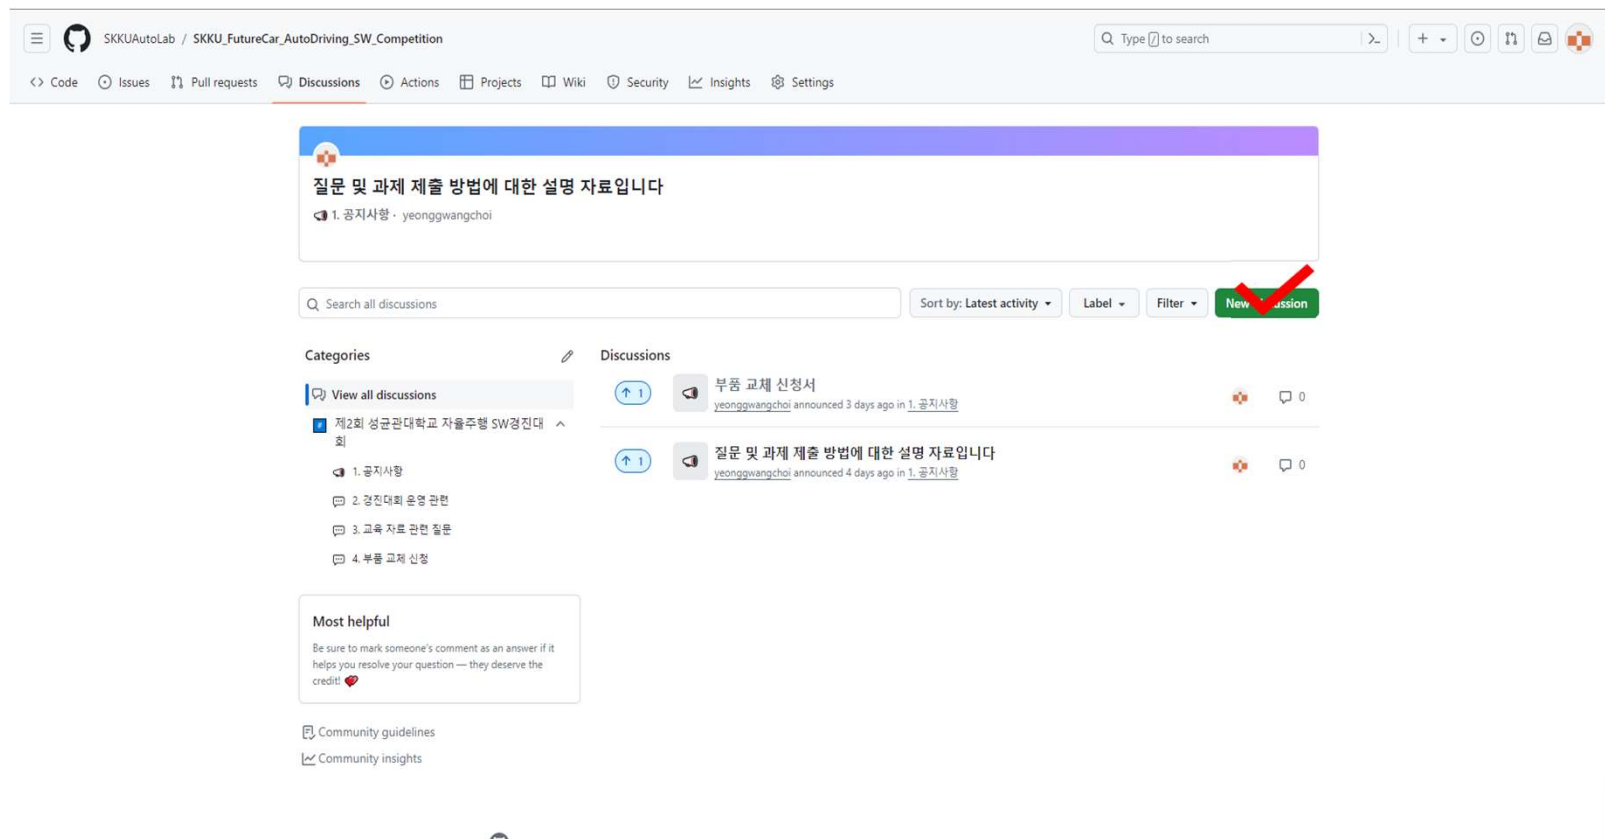 SKKUAutoLab / SKKU_FutureCar_AutoDriving_SW_Competition
Type / to search
Code Issues Pull requests Discussions Actions Projects Wiki Security Insights Settings
질문 및 과제 제출 방법에 대한 설명 자료입니다
1. 공지사항 · yeonggwangchoi
Search all discussions
Sort by: Latest activity
Label
Filter
New
Categories
View all discussions
제2회 성균관대학교 자율주행 SW경진대
회
1. 공지사항
2. 경진대회 운영 관련
3. 교육 자료 관련 질문
4. 부품 교체 신청
Most helpful
Be sure to mark someone's comment as an answer if it
helps you resolve your question — they deserve the
credit!
Community guidelines
Community insights
Discussions
1
부품 교체 신청서
yeonggwangchoi announced 3 days ago in 1. 공지사항
0
1
질문 및 과제 제출 방법에 대한 설명 자료입니다
yeonggwangchoi announced 4 days ago in 1. 공지사항
0